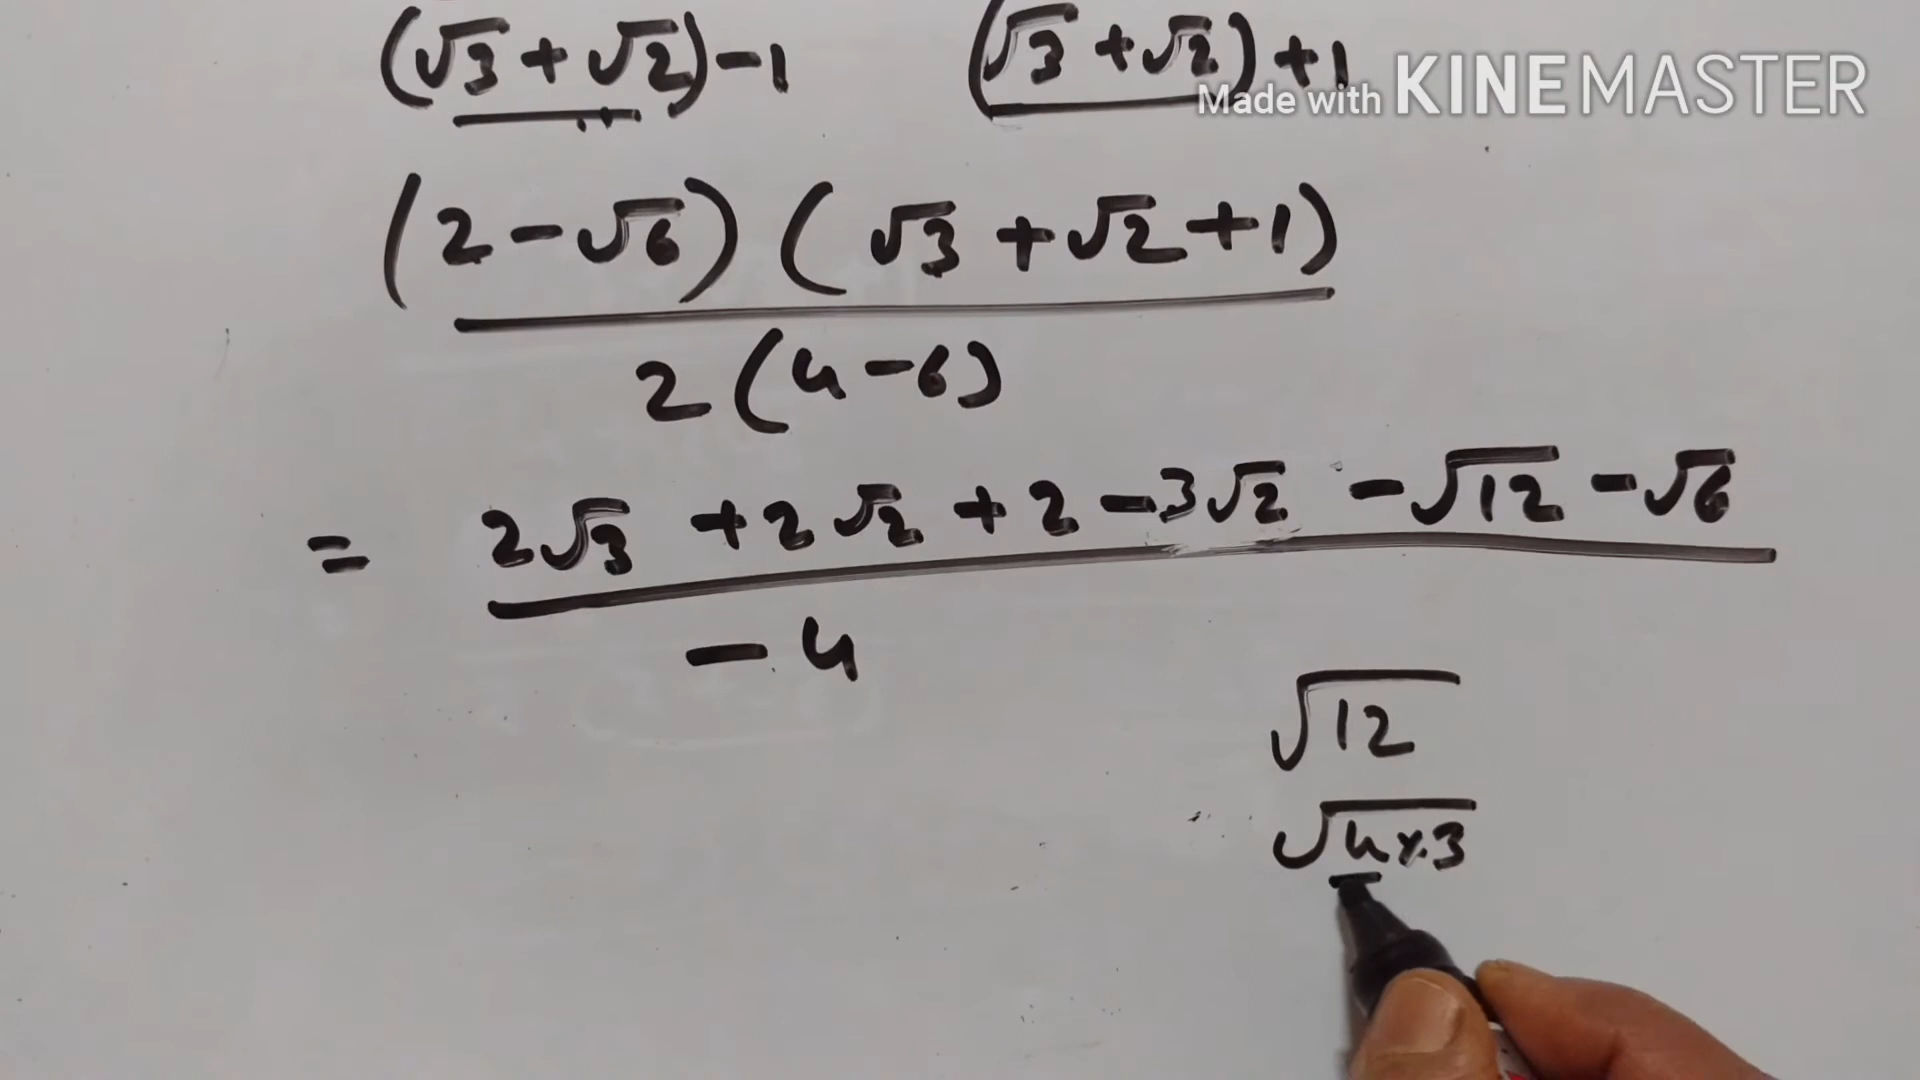 (√3 + √2) - 1 (√3 + √2) + 1
Made with KINEMASTER
(2 - √6) (√3 + √2 + 1)
2 (4 - 6)
= 2√3 + 2√2 + 2 - 3√2 - √12 - √6
- 4
√12
√4×3